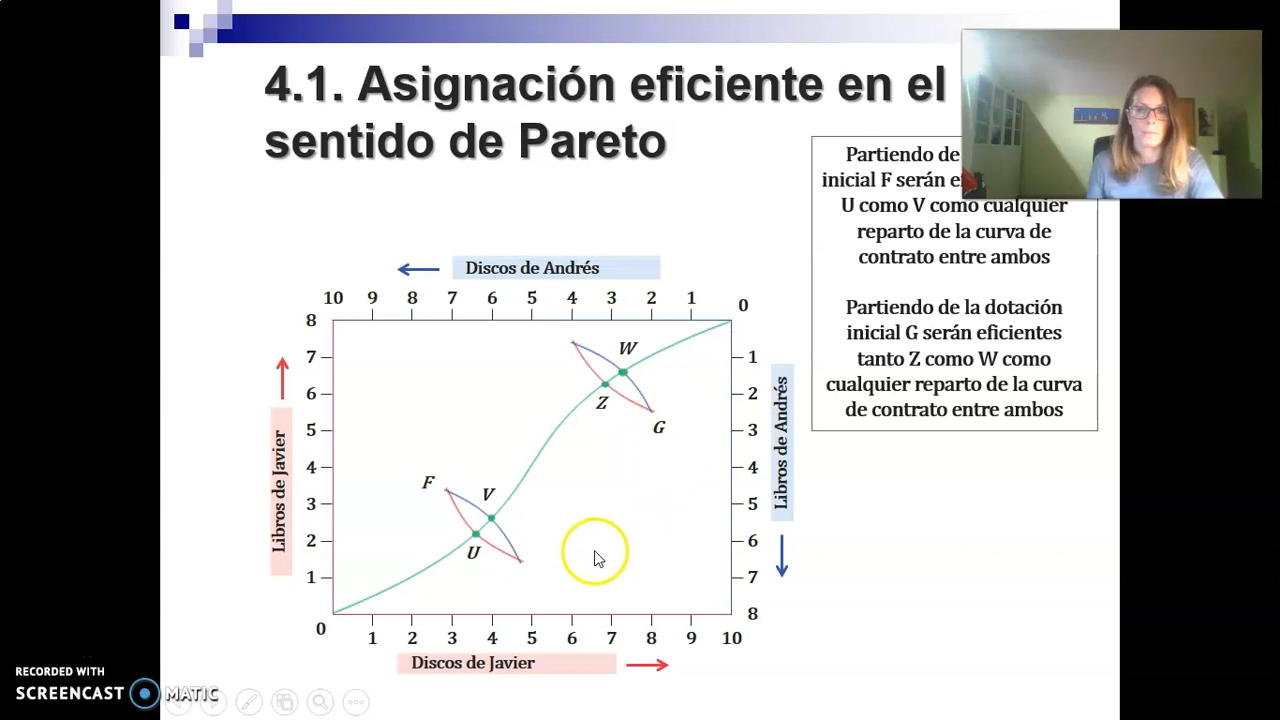 4.1. Asignación eficiente en el
sentido de Pareto
Partiendo de
inicial F serán
U como V como cualquier
reparto de la curva de
contrato entre ambos
Partiendo de la dotación
inicial G serán eficientes
tanto Z como W como
cualquier reparto de la curva
de contrato entre ambos
Discos de Andrés
10 9 8 7 6 5 4 3 2 1 0
8
7
6
5
4
3
2
1
0
Libros de Javier
W
Z
G
F
V
U
1
2
3
4
5
6
7
8
Libros de Andrés
1 2 3 4 5 6 7 8 9 10
Discos de Javier
RECORDED WITH
SCREENCAST MATIC